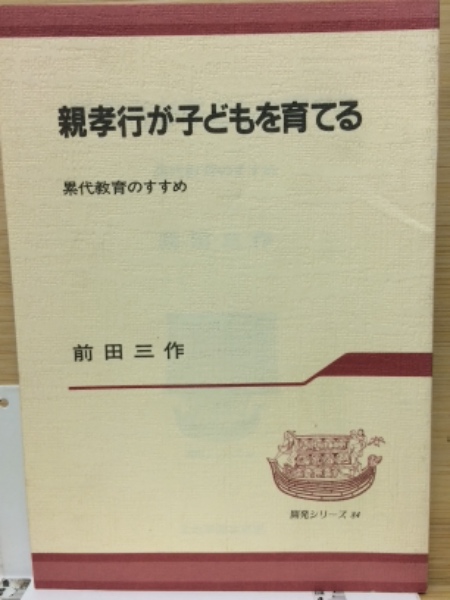 親孝行が子どもを育てる
累代教育のすすめ
前田三作
開発シリーズ 84